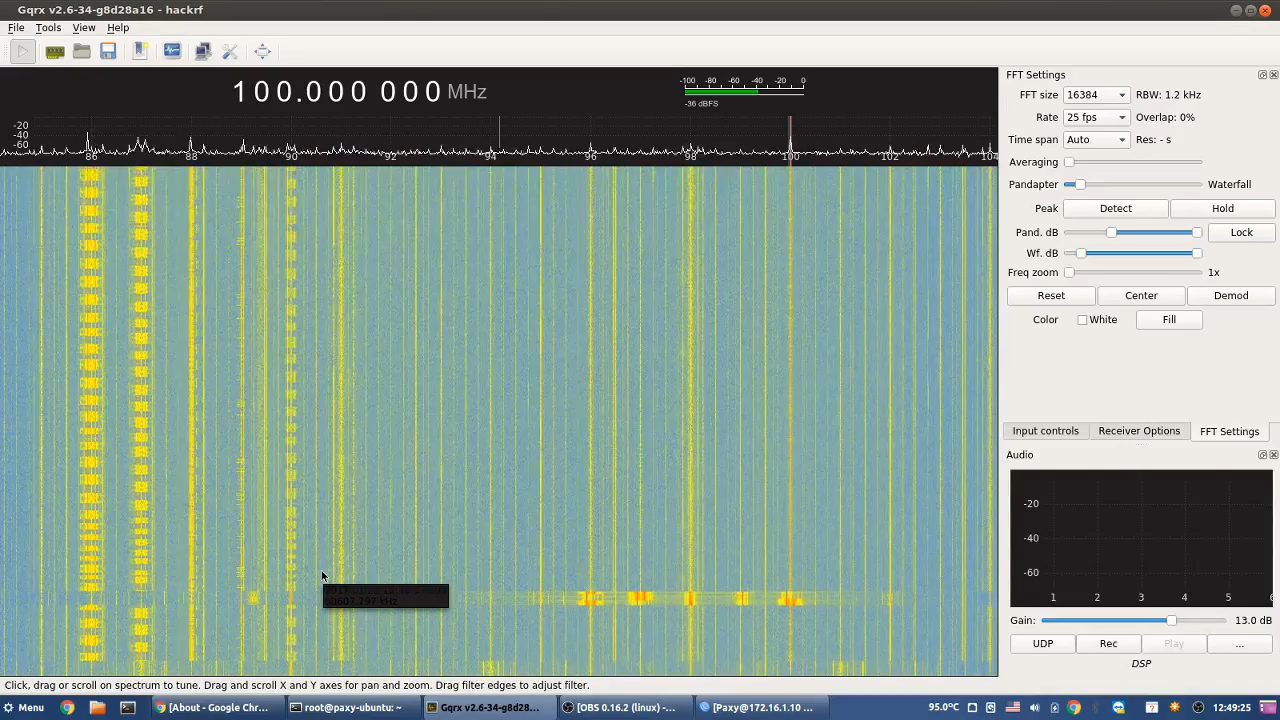 Gqrx v2.6-34-g8d28a16 - hackrf
File Tools View Help
100.000 000 MHz
-100 -80 -60 -40 -20 0
-36 dBFS
-20
-40
-60
86 88 90 92 94 96 98 100 102 104
FFT Settings
FFT size 16384 RBW: 1.2 kHz
Rate 25 fps Overlap: 0%
Time span Auto Res: - s
Averaging
Pandapter Waterfall
Peak Detect Hold
Pand. dB Lock
Wf. dB
Freq zoom 1x
Reset Center Demod
Color White Fill
Input controls Receiver Options FFT Settings
Audio
-20
-40
-60
1 2 3 4 5 6
Gain: 13.0 dB
UDP Rec Play ...
DSP
Click, drag or scroll on spectrum to tune. Drag and scroll X and Y axes for pan and zoom. Drag filter edges to adjust filter.
Menu [About - Google Chr... root@paxy-ubuntu: ~ Gqrx v2.6-34-g8d28... [OBS 0.16.2 (linux) -... [Paxy@172.16.1.10 ... 95.0°C 12:49:25